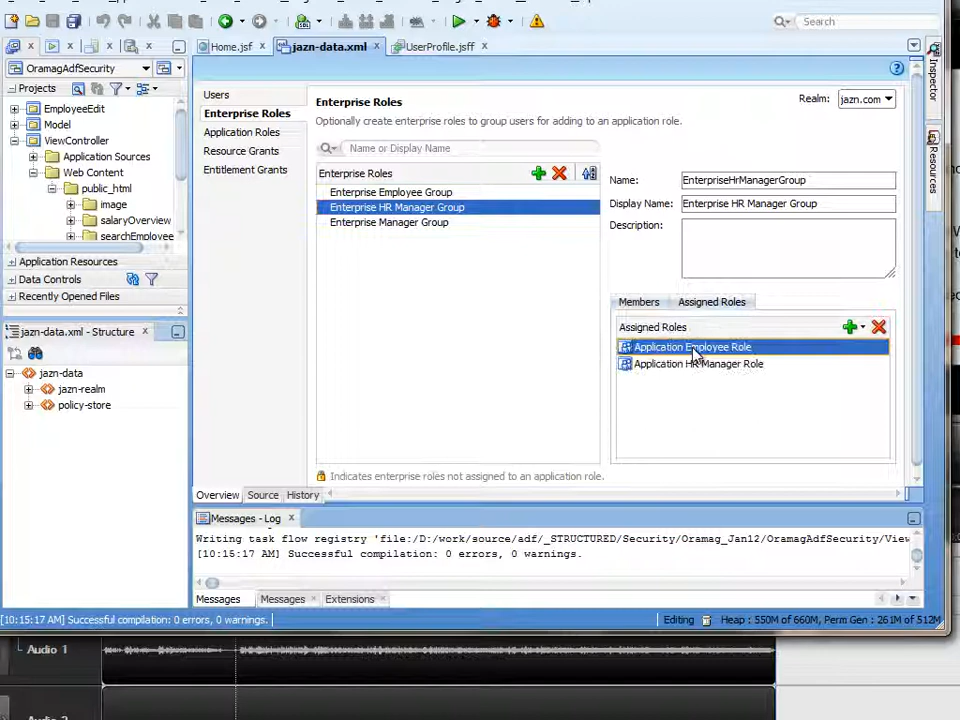 Search
Home.jsf
jazn-data.xml
UserProfile.jsff
OramagAdfSecurity
Projects
EmployeeEdit
Model
ViewController
Application Sources
Web Content
public_html
image
salaryOverview
searchEmployee
Application Resources
Data Controls
Recently Opened Files
jazn-data.xml - Structure
jazn-data
jazn-realm
policy-store
Users
Enterprise Roles
Application Roles
Resource Grants
Entitlement Grants
Enterprise Roles
Realm:
jazn.com
Optionally create enterprise roles to group users for adding to an application role.
Name or Display Name
Enterprise Roles
Enterprise Employee Group
Enterprise HR Manager Group
Enterprise Manager Group
Name:
EnterpriseHrManagerGroup
Display Name:
Enterprise HR Manager Group
Description:
Members
Assigned Roles
Assigned Roles
Application Employee Role
Application HR Manager Role
Indicates enterprise roles not assigned to an application role.
Overview
Source
History
Inspector
Resources
Messages - Log
Writing task flow registry 'file:/D:/work/source/adf/_STRUCTURED/Security/Oramag_Jan12/OramagAdfSecurity/View
[10:15:17 AM] Successful compilation: 0 errors, 0 warnings.
Messages
Messages
Extensions
[10:15:17 AM] Successful compilation: 0 errors, 0 warnings.
Editing
Heap : 550M of 660M, Perm Gen : 261M of 512M
Audio 1